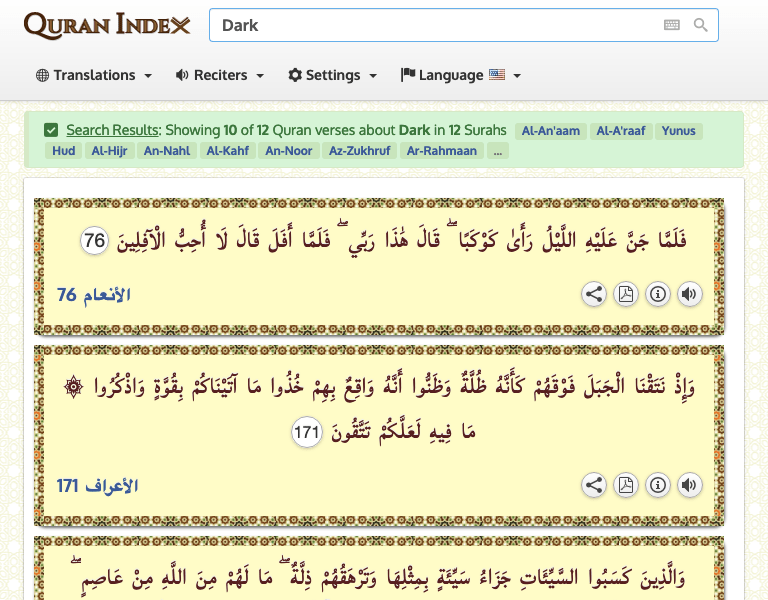 QURAN INDEX
Dark
Translations Reciters Settings Language
Search Results: Showing 10 of 12 Quran verses about Dark in 12 Surahs Al-An'aam Al-A'raaf Yunus
Hud Al-Hijr An-Nahl Al-Kahf An-Noor Az-Zukhruf Ar-Rahmaan ...
فَلَمَّا جَنَّ عَلَيْهِ اللَّيْلُ رَأَىٰ كَوْكَبًا ۖ قَالَ هَٰذَا رَبِّي ۖ فَلَمَّا أَفَلَ قَالَ لَا أُحِبُّ الْآفِلِينَ 76
الأنعام 76
۞ وَإِذْ نَتَقْنَا الْجَبَلَ فَوْقَهُمْ كَأَنَّهُ ظُلَّةٌ وَظَنُّوا أَنَّهُ وَاقِعٌ بِهِمْ خُذُوا مَا آتَيْنَاكُمْ بِقُوَّةٍ وَاذْكُرُوا
مَا فِيهِ لَعَلَّكُمْ تَتَّقُونَ 171
الأعراف 171
وَالَّذِينَ كَسَبُوا السَّيِّئَاتِ جَزَاءُ سَيِّئَةٍ بِمِثْلِهَا وَتَرْهَقُهُمْ ذِلَّةٌ ۖ مَا لَهُمْ مِنَ اللَّهِ مِنْ عَاصِمٍ ۖ